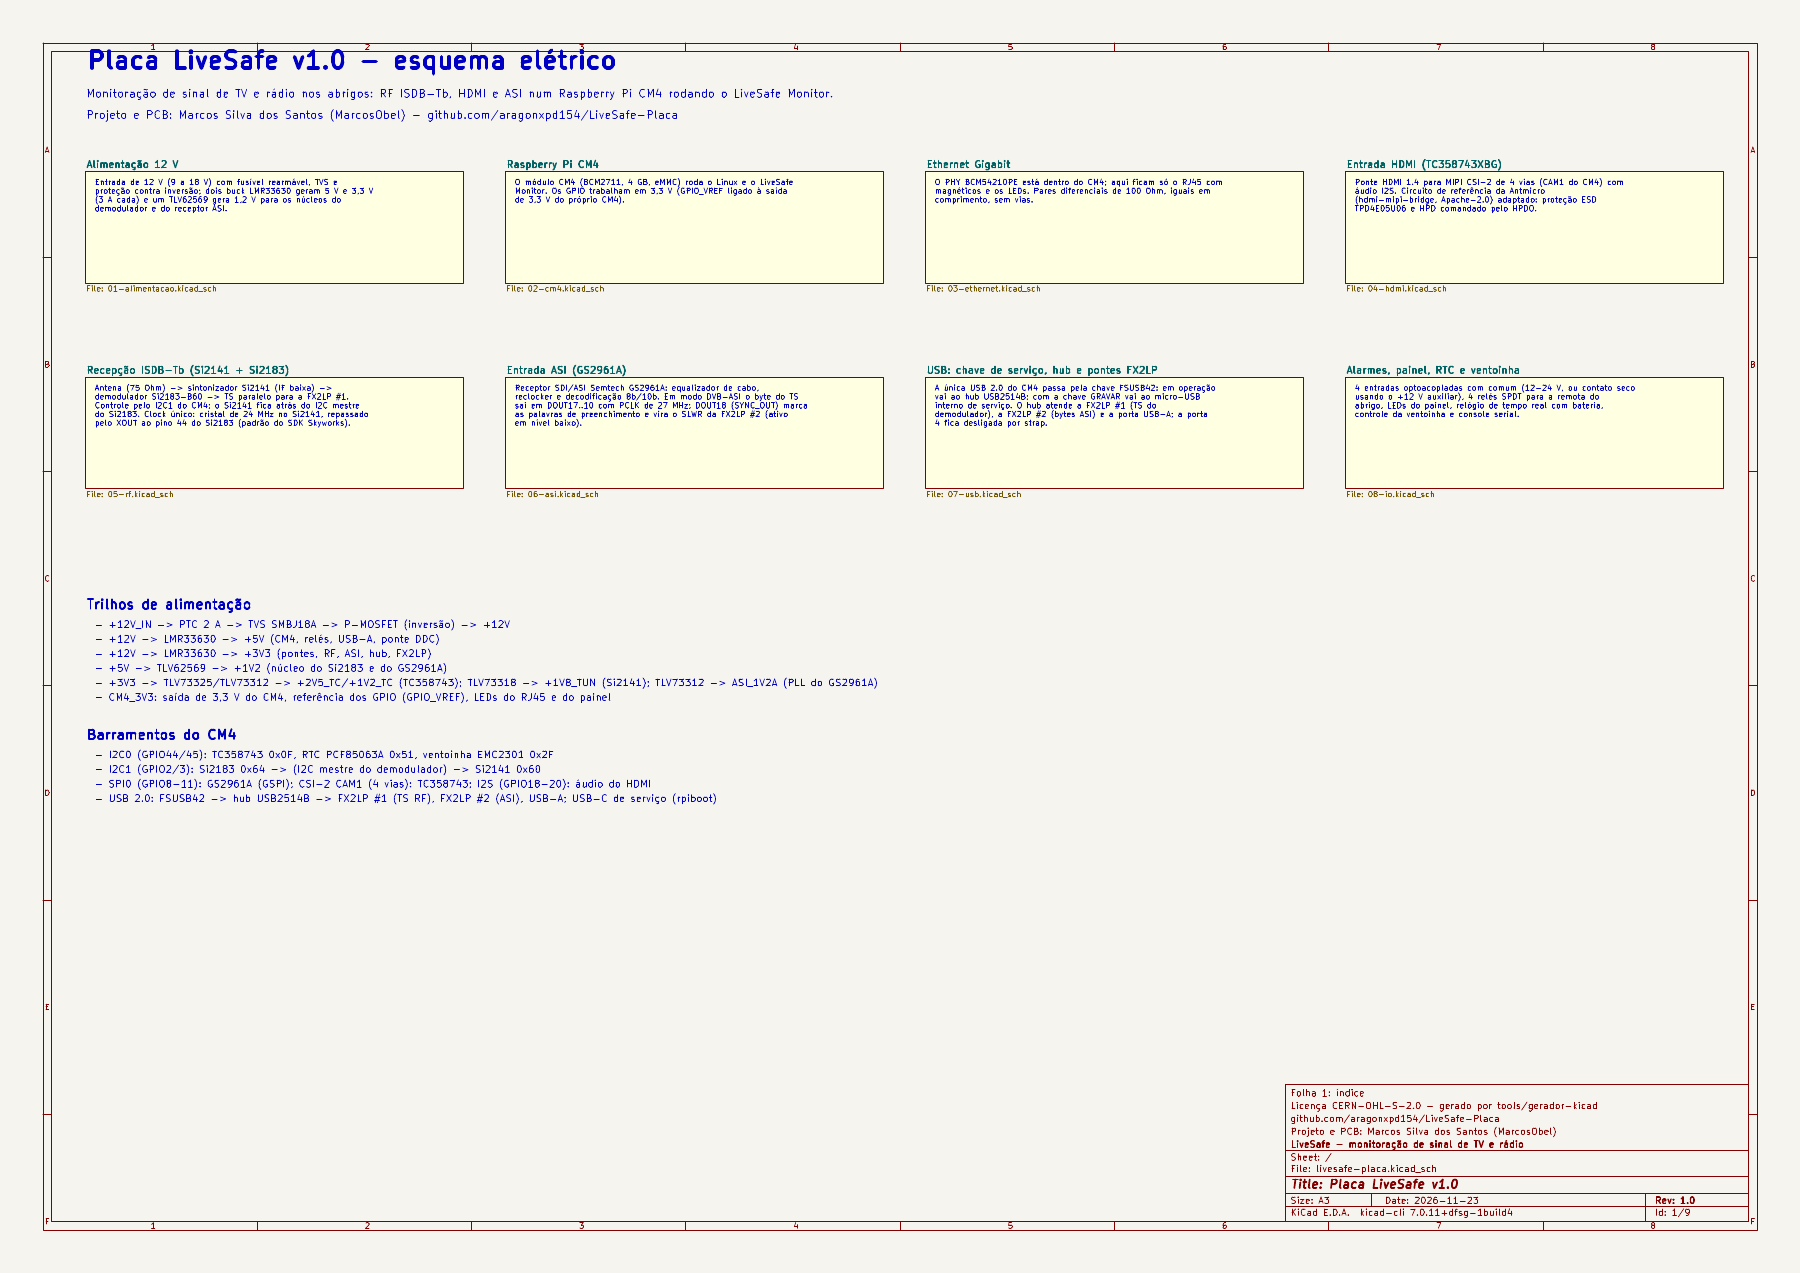 1 2 3 4 5 6 7 8
Placa LiveSafe v1.0 – esquema elétrico
Monitoração de sinal de TV e rádio nos abrigos: RF ISDB-Tb, HDMI e ASI num Raspberry Pi CM4 rodando o LiveSafe Monitor.
Projeto e PCB: Marcos Silva dos Santos (MarcosObel) – github.com/aragonxpd154/LiveSafe-Placa
A A
Alimentação 12 V
Entrada de 12 V (9 a 18 V) com fusível rearmável, TVS e
proteção contra inversão; dois buck LMR33630 geram 5 V e 3,3 V
(3 A cada) e um TLV62569 gera 1,2 V para os núcleos do
demodulador e do receptor ASI.
File: 01-alimentacao.kicad_sch
Raspberry Pi CM4
O módulo CM4 (BCM2711, 4 GB, eMMC) roda o Linux e o LiveSafe
Monitor. Os GPIO trabalham em 3,3 V (GPIO_VREF ligado à saída
de 3,3 V do próprio CM4).
File: 02-cm4.kicad_sch
Ethernet Gigabit
O PHY BCM54210PE está dentro do CM4; aqui ficam só o RJ45 com
magnéticos e os LEDs. Pares diferenciais de 100 Ohm, iguais em
comprimento, sem vias.
File: 03-ethernet.kicad_sch
Entrada HDMI (TC358743XBG)
Ponte HDMI 1.4 para MIPI CSI-2 de 4 vias (CAM1 do CM4) com
áudio I2S. Circuito de referência da Antmicro
(hdmi-mipi-bridge, Apache-2.0) adaptado: proteção ESD
TPD4E05U06 e HPD comandado pelo HPDO.
File: 04-hdmi.kicad_sch
B B
Recepção ISDB-Tb (Si2141 + Si2183)
Antena (75 Ohm) -> sintonizador Si2141 (IF baixa) ->
demodulador Si2183-B60 -> TS paralelo para a FX2LP #1.
Controle pelo I2C1 do CM4; o Si2141 fica atrás do I2C mestre
do Si2183. Clock único: cristal de 24 MHz no Si2141, repassado
pelo XOUT ao pino 44 do Si2183 (padrão do SDK Skyworks).
File: 05-rf.kicad_sch
Entrada ASI (GS2961A)
Receptor SDI/ASI Semtech GS2961A: equalizador de cabo,
reclocker e decodificação 8b/10b. Em modo DVB-ASI o byte do TS
sai em DOUT17..10 com PCLK de 27 MHz; DOUT18 (SYNC_OUT) marca
as palavras de preenchimento e vira o SLWR da FX2LP #2 (ativo
em nível baixo).
File: 06-asi.kicad_sch
USB: chave de serviço, hub e pontes FX2LP
A única USB 2.0 do CM4 passa pela chave FSUSB42: em operação
vai ao hub USB2514B; com a chave GRAVAR vai ao micro-USB
interno de serviço. O hub atende a FX2LP #1 (TS do
demodulador), a FX2LP #2 (bytes ASI) e a porta USB-A; a porta
4 fica desligada por strap.
File: 07-usb.kicad_sch
Alarmes, painel, RTC e ventoinha
4 entradas optoacopladas com comum (12-24 V, ou contato seco
usando o +12 V auxiliar), 4 relés SPDT para a remota do
abrigo, LEDs do painel, relógio de tempo real com bateria,
controle da ventoinha e console serial.
File: 08-io.kicad_sch
C C
Trilhos de alimentação
– +12V_IN -> PTC 2 A -> TVS SMBJ18A -> P-MOSFET (inversão) -> +12V
– +12V -> LMR33630 -> +5V (CM4, relés, USB-A, ponte DDC)
– +12V -> LMR33630 -> +3V3 (pontes, RF, ASI, hub, FX2LP)
– +5V -> TLV62569 -> +1V2 (núcleo do Si2183 e do GS2961A)
– +3V3 -> TLV73325/TLV73312 -> +2V5_TC/+1V2_TC (TC358743); TLV73318 -> +1V8_TUN (Si2141); TLV73312 -> ASI_1V2A (PLL do GS2961A)
– CM4_3V3: saída de 3,3 V do CM4, referência dos GPIO (GPIO_VREF), LEDs do RJ45 e do painel
Barramentos do CM4
– I2C0 (GPIO44/45): TC358743 0x0F, RTC PCF85063A 0x51, ventoinha EMC2301 0x2F
– I2C1 (GPIO2/3): Si2183 0x64 -> (I2C mestre do demodulador) -> Si2141 0x60
– SPI0 (GPIO8-11): GS2961A (GSPI); CSI-2 CAM1 (4 vias): TC358743; I2S (GPIO18-20): áudio do HDMI
– USB 2.0: FSUSB42 -> hub USB2514B -> FX2LP #1 (TS RF), FX2LP #2 (ASI), USB-A; USB-C de serviço (rpiboot)
D D
E E
Folha 1: índice
Licença CERN-OHL-S-2.0 – gerado por tools/gerador-kicad
github.com/aragonxpd154/LiveSafe-Placa
Projeto e PCB: Marcos Silva dos Santos (MarcosObel)
LiveSafe – monitoração de sinal de TV e rádio
Sheet: /
File: livesafe-placa.kicad_sch
Title: Placa LiveSafe v1.0
Size: A3 Date: 2026-11-23 Rev: 1.0
KiCad E.D.A. kicad-cli 7.0.11+dfsg-1build4 Id: 1/9
F F
1 2 3 4 5 6 7 8